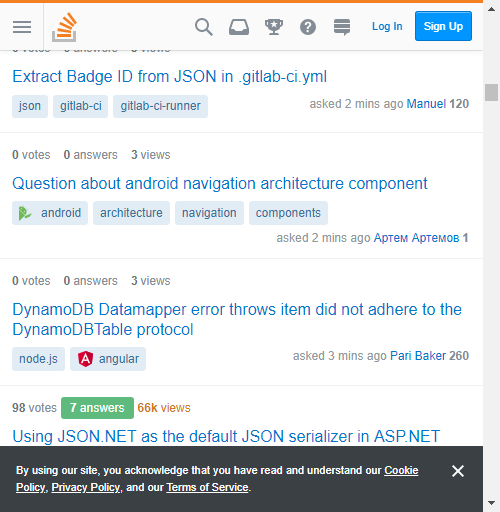 Log In Sign Up
0 votes 0 answers 3 views
Extract Badge ID from JSON in .gitlab-ci.yml
json gitlab-ci gitlab-ci-runner
asked 2 mins ago Manuel 120
0 votes 0 answers 3 views
Question about android navigation architecture component
android architecture navigation components
asked 2 mins ago Артем Артемов 1
0 votes 0 answers 3 views
DynamoDB Datamapper error throws item did not adhere to the
DynamoDBTable protocol
node.js angular
asked 3 mins ago Pari Baker 260
98 votes 7 answers 66k views
Using JSON.NET as the default JSON serializer in ASP.NET
By using our site, you acknowledge that you have read and understand our Cookie
Policy, Privacy Policy, and our Terms of Service.